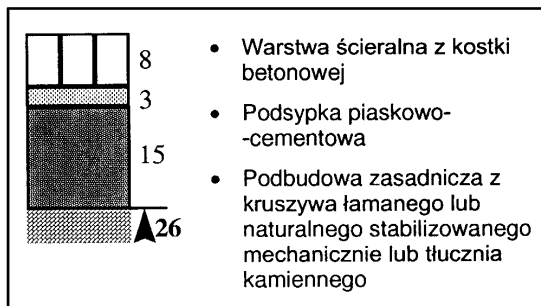 8
3
15
26
• Warstwa ścieralna z kostki
betonowej
• Podsypka piaskowo-
-cementowa
• Podbudowa zasadnicza z
kruszywa łamanego lub
naturalnego stabilizowanego
mechanicznie lub tłucznia
kamiennego